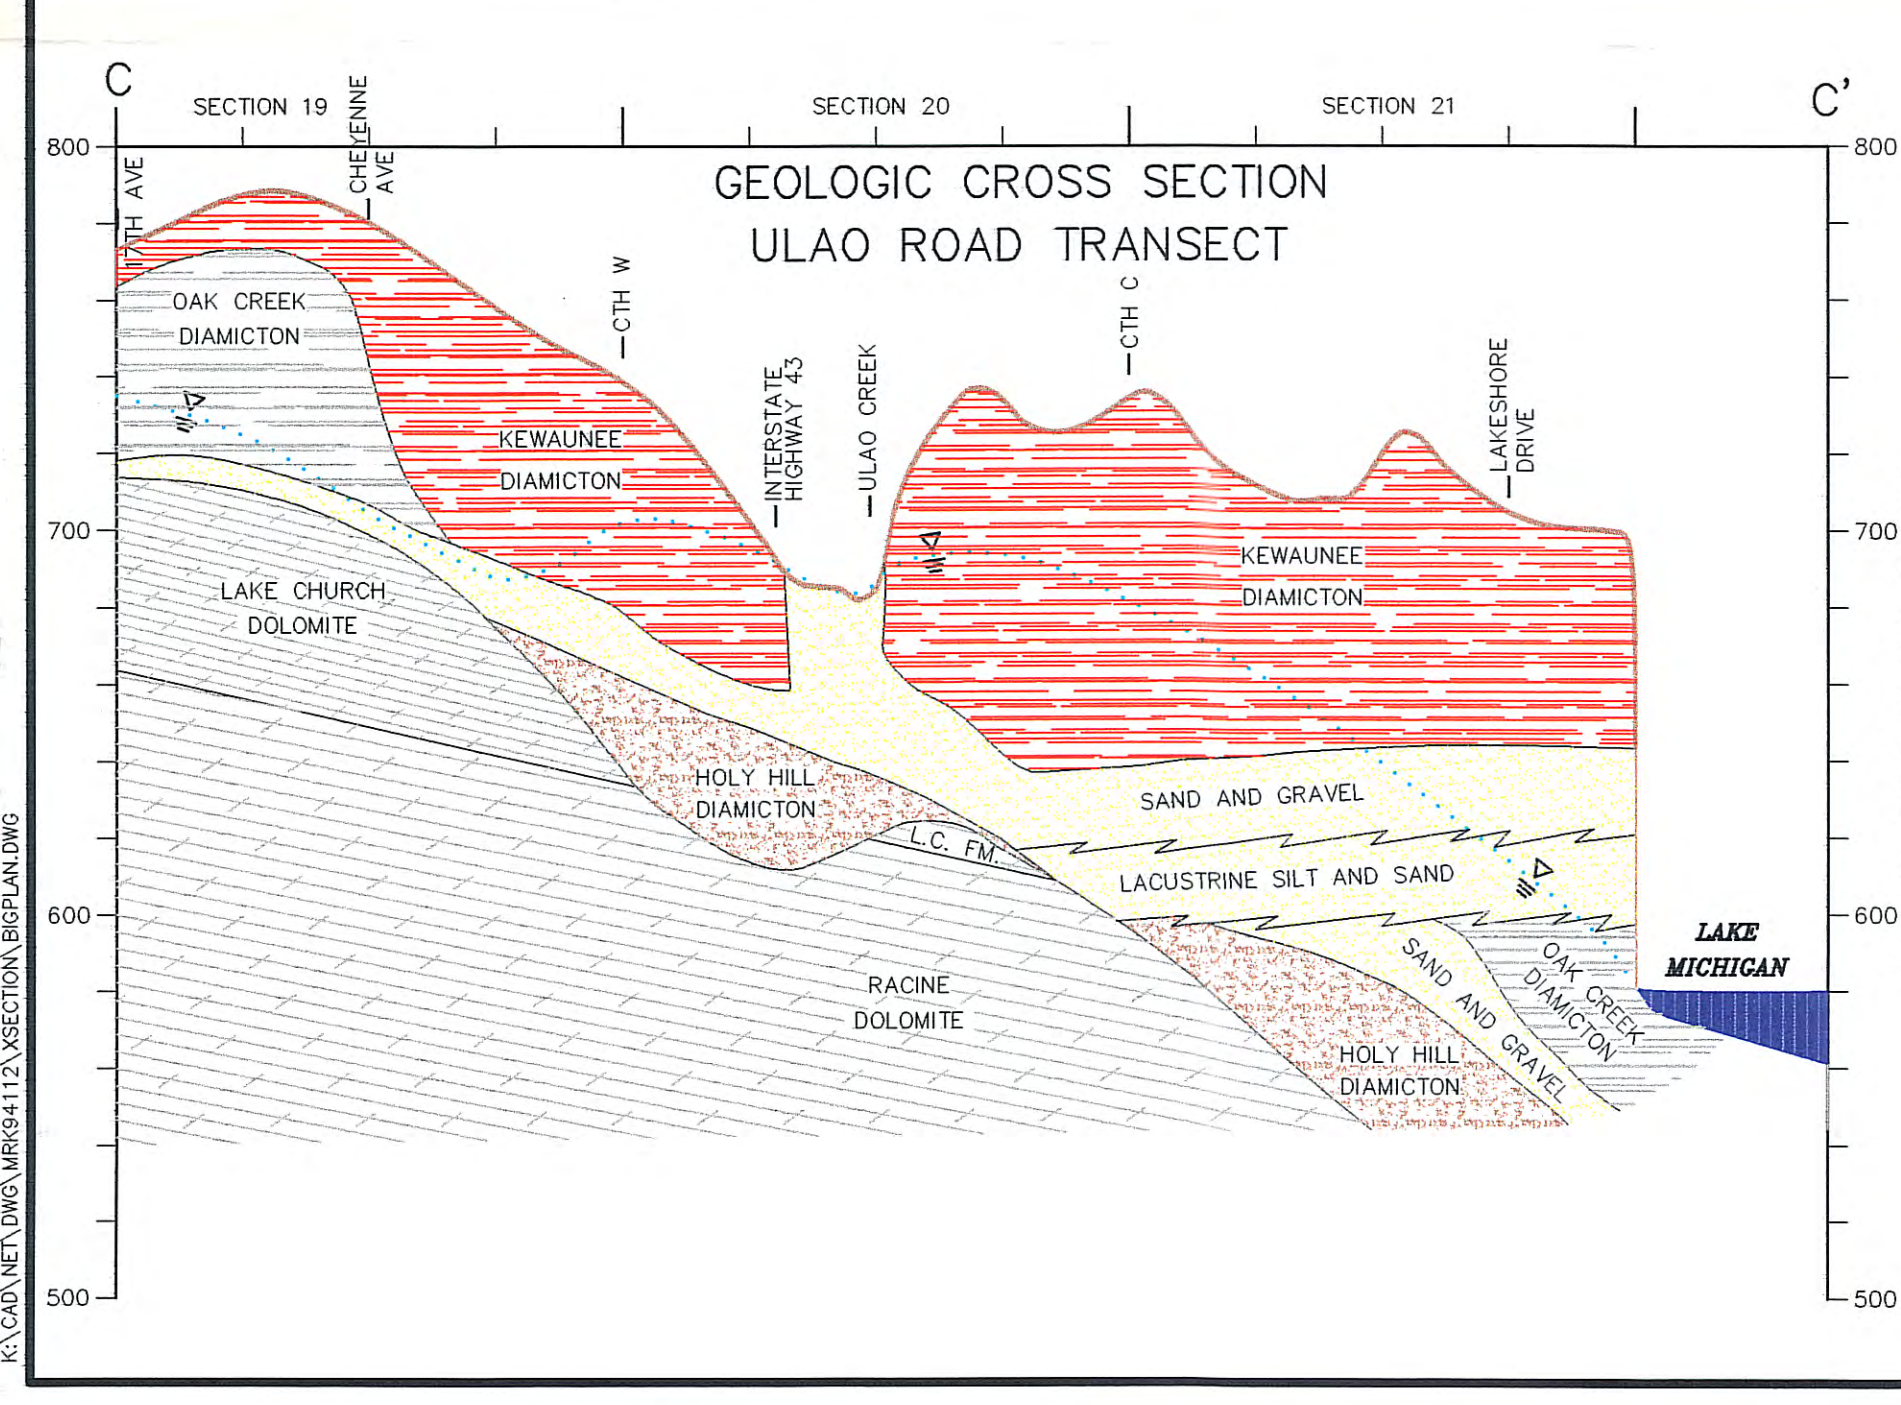 C
C'
SECTION 19
SECTION 20
SECTION 21
800
800
17TH AVE
CHEYENNE
AVE
GEOLOGIC CROSS SECTION
ULAO ROAD TRANSECT
CTH W
CTH C
INTERSTATE
HIGHWAY 43
ULAO CREEK
LAKESHORE
DRIVE
OAK CREEK
DIAMICTON
KEWAUNEE
DIAMICTON
KEWAUNEE
DIAMICTON
700
700
LAKE CHURCH
DOLOMITE
HOLY HILL
DIAMICTON
L.C. FM.
SAND AND GRAVEL
LACUSTRINE SILT AND SAND
600
600
LAKE
MICHIGAN
SAND AND GRAVEL
OAK CREEK
DIAMICTON
RACINE
DOLOMITE
HOLY HILL
DIAMICTON
500
500
K:\CAD\NET\DWG\MRK94112\XSECTION\BIGPLAN.DWG